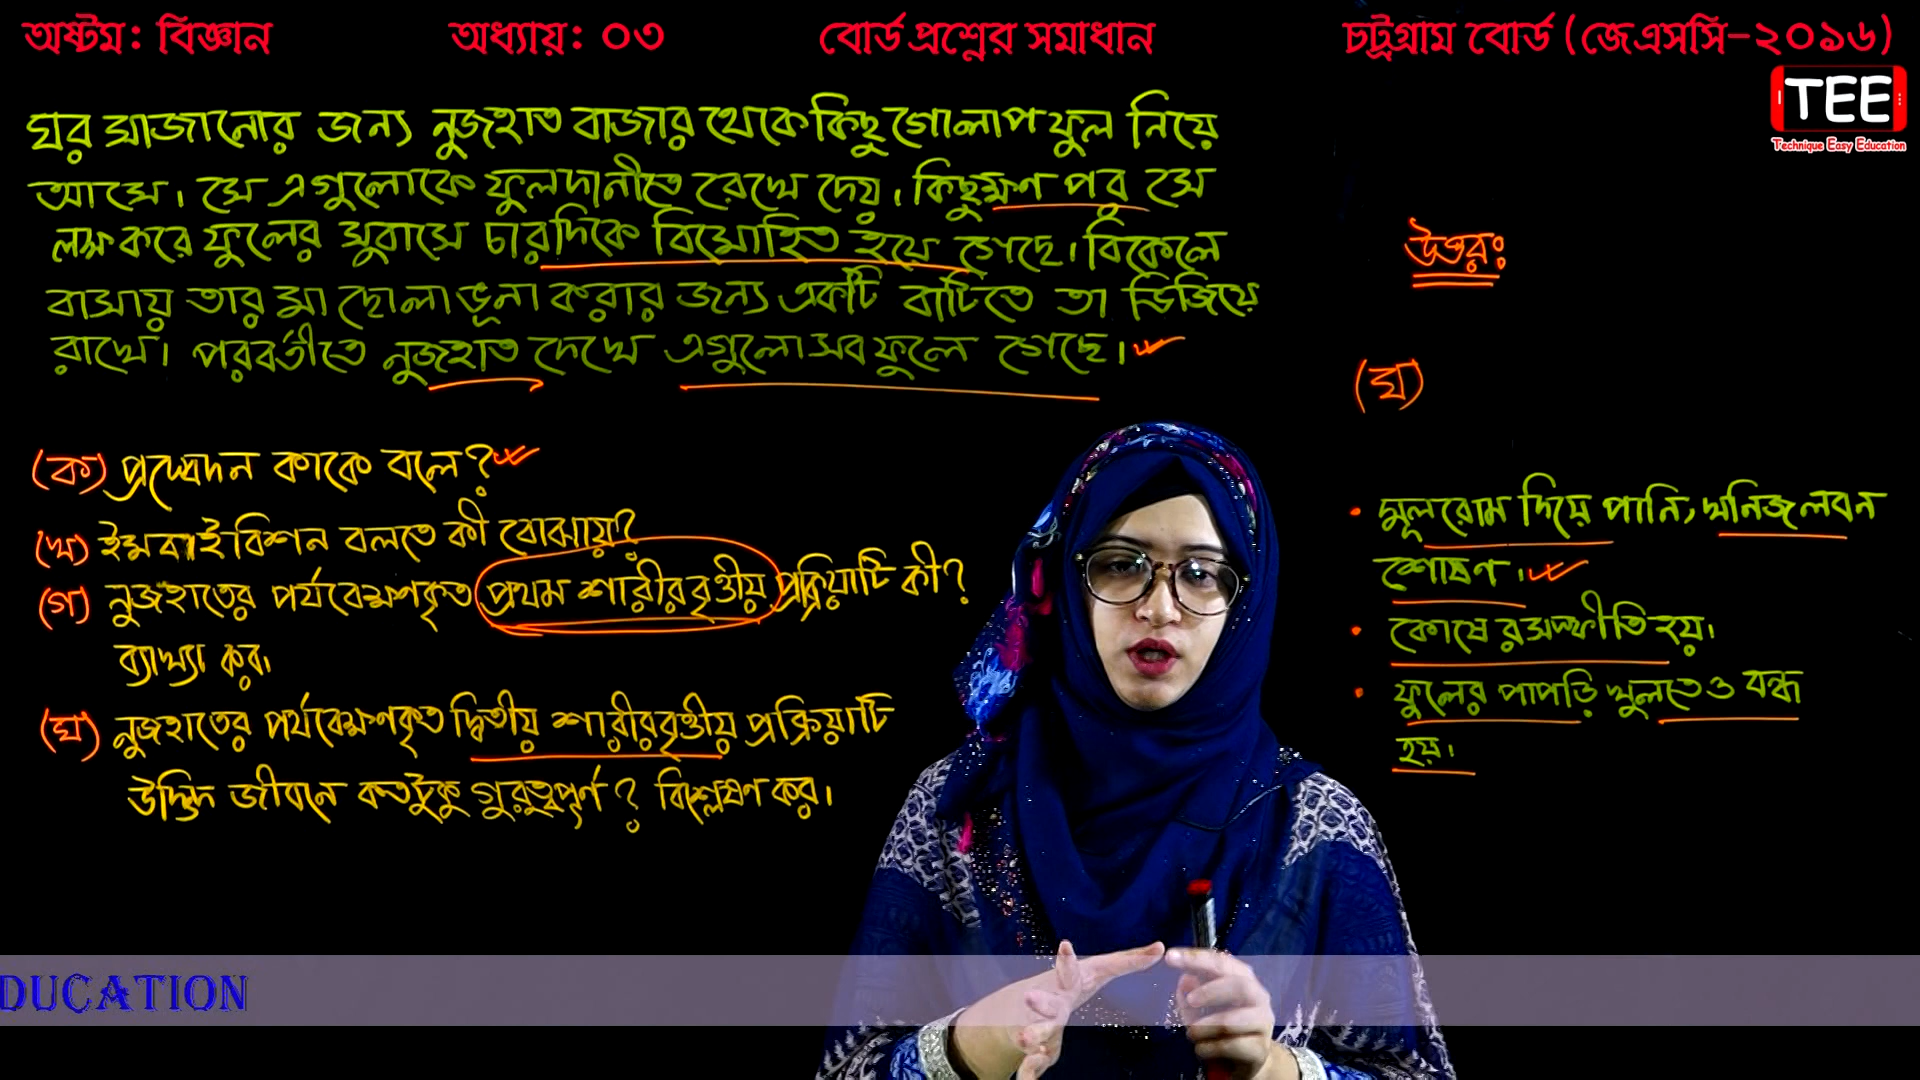 অষ্টম: বিজ্ঞান অধ্যায়: ০৩ বোর্ড প্রশ্নের সমাধান চট্রগ্রাম বোর্ড (জেএসসি-২০১৬)
TEE
Technique Easy Education
ঘর সাজানোর জন্য নুজহাত বাজার থেকে কিছু গোলাপ ফুল নিয়ে
আসে। সে এগুলোকে ফুলদানীতে রেখে দেয়। কিছুক্ষণ পর সে
লক্ষ করে ফুলের সুবাসে চারদিকে বিমোহিত হয়ে গেছে। বিকেলে
বাসায় তার মা ছোলা ভূনা করার জন্য একটি বাটিতে তা ভিজিয়ে
রাখে। পরবর্তীতে নুজহাত দেখে এগুলো সব ফুলে গেছে।
(ক) প্রস্বেদন কাকে বলে?
(খ) ইমবাইবিশন বলতে কী বোঝায়?
(গ) নুজহাতের পর্যবেক্ষণকৃত প্রথম শারীরবৃত্তীয় প্রক্রিয়াটি কী?
ব্যাখ্যা কর।
(ঘ) নুজহাতের পর্যবেক্ষণকৃত দ্বিতীয় শারীরবৃত্তীয় প্রক্রিয়াটি
উদ্ভিদ জীবনে কতটুকু গুরুত্বপূর্ণ? বিশ্লেষণ কর।
উত্তরঃ
(ঘ)
• মূলরোম দিয়ে পানি, খনিজ লবন
শোষণ।
• কোষে রসস্ফীতি হয়।
• ফুলের পাপড়ি খুলতে ও বন্ধ
হয়।
DUCATION